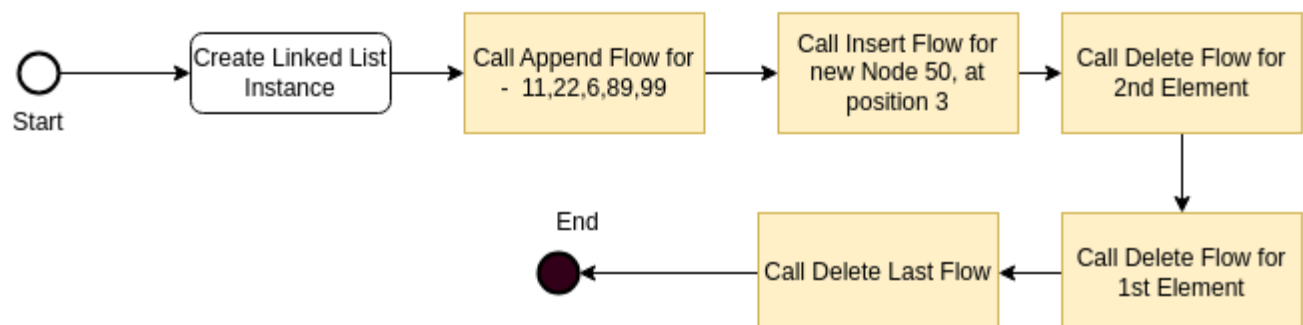 Start
Create Linked List
Instance
Call Append Flow for
- 11,22,6,89,99
Call Insert Flow for
new Node 50, at
position 3
Call Delete Flow for
2nd Element
Call Delete Flow for
1st Element
Call Delete Last Flow
End